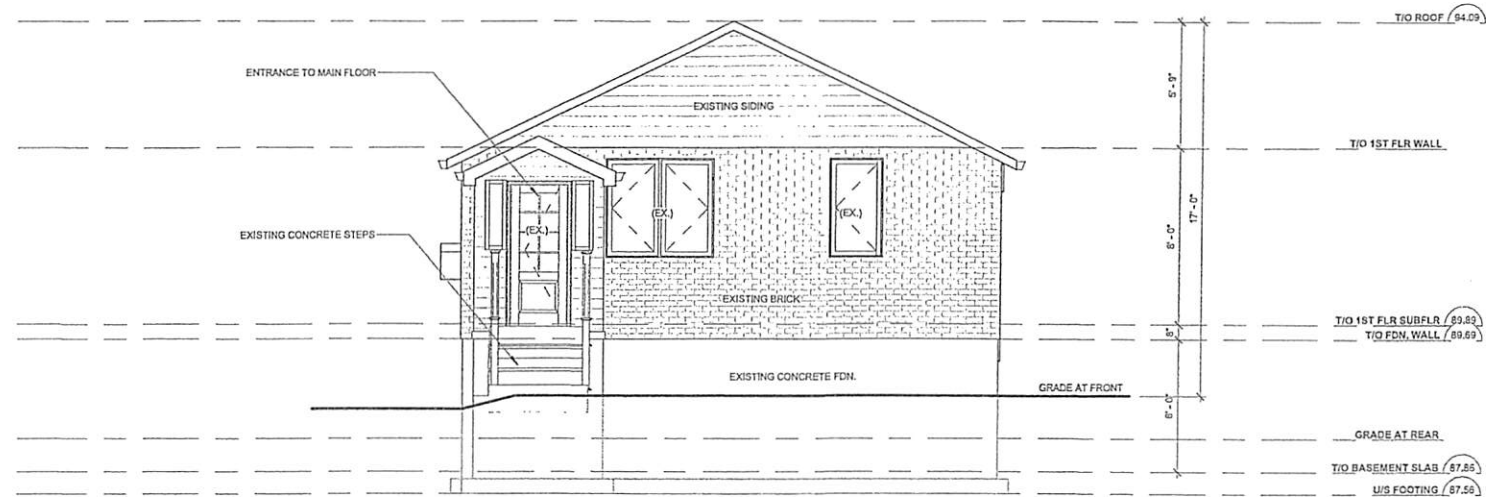 T/O ROOF 94.09
ENTRANCE TO MAIN FLOOR
5'-9"
EXISTING SIDING
T/O 1ST FLR WALL
(EX.)
(EX.)
(EX.)
8'-0"
17'-0"
EXISTING CONCRETE STEPS
EXISTING BRICK
T/O 1ST FLR SUBFLR 89.89
8"
T/O FDN. WALL 89.69
EXISTING CONCRETE FDN.
GRADE AT FRONT
6'-0"
GRADE AT REAR
T/O BASEMENT SLAB 87.86
U/S FOOTING 87.56